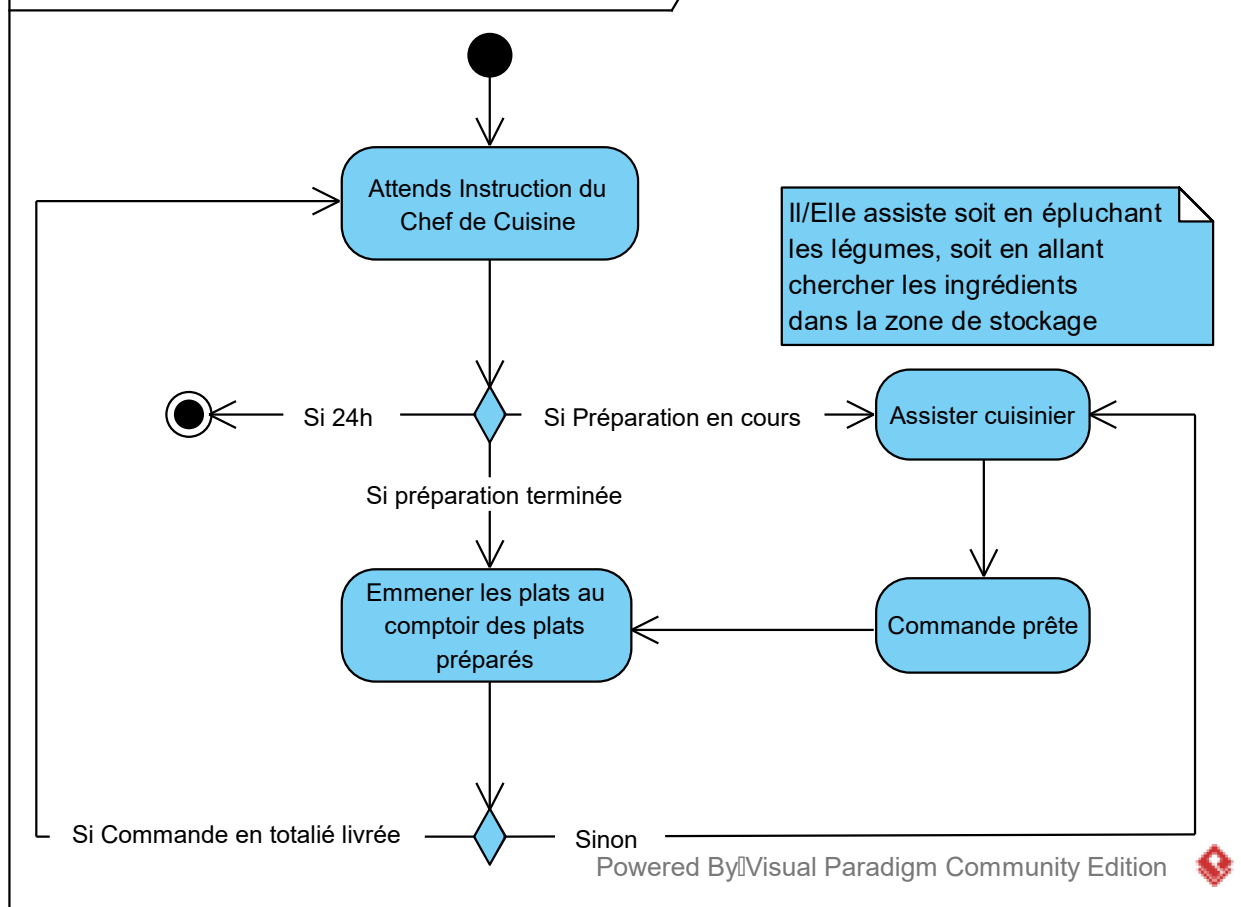 Attends Instruction du
Chef de Cuisine
Il/Elle assiste soit en épluchant
les légumes, soit en allant
chercher les ingrédients
dans la zone de stockage
Si 24h
Si Préparation en cours
Assister cuisinier
Si préparation terminée
Emmener les plats au
comptoir des plats
préparés
Commande prête
Si Commande en totalié livrée
Sinon
Powered By Visual Paradigm Community Edition